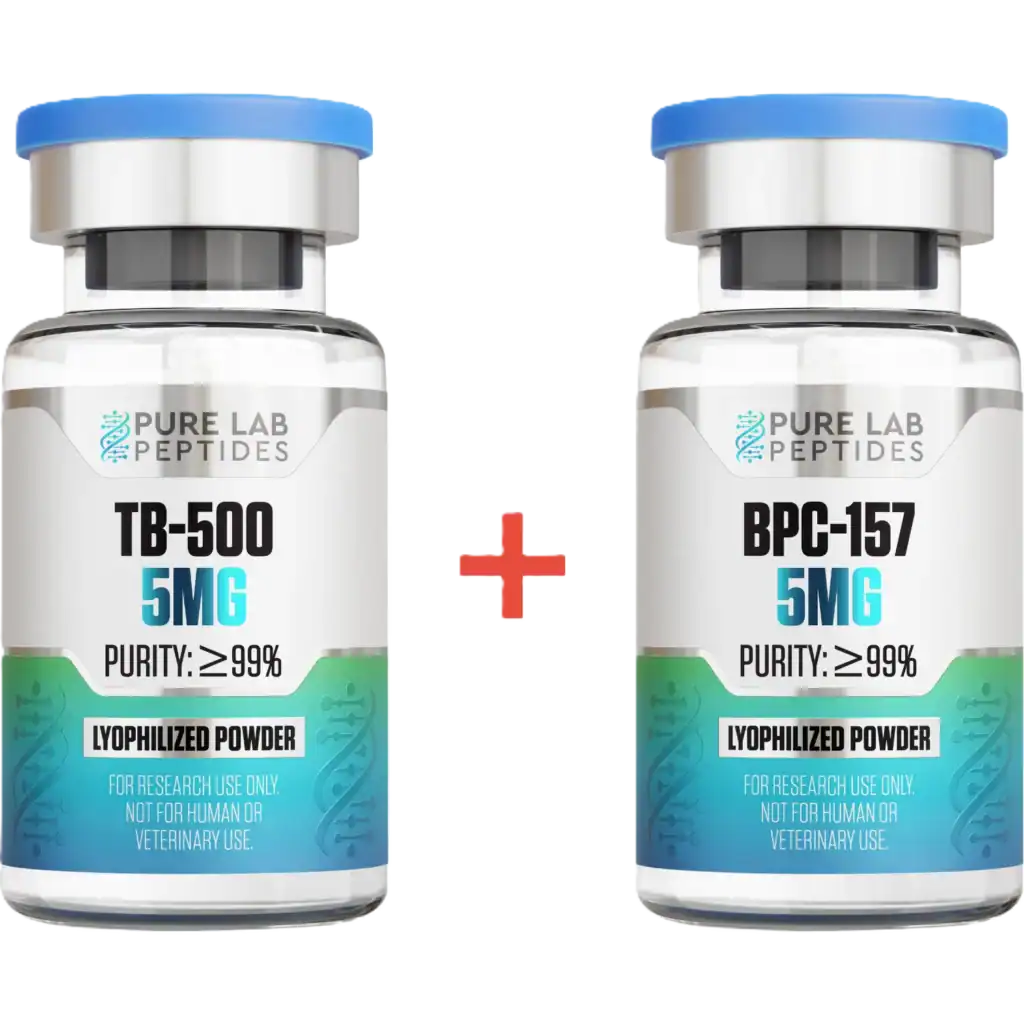 PURE LAB
PEPTIDES
TB-500
5MG
PURITY: ≥99%
LYOPHILIZED POWDER
FOR RESEARCH USE ONLY.
NOT FOR HUMAN OR
VETERINARY USE.
+
PURE LAB
PEPTIDES
BPC-157
5MG
PURITY: ≥99%
LYOPHILIZED POWDER
FOR RESEARCH USE ONLY.
NOT FOR HUMAN OR
VETERINARY USE.